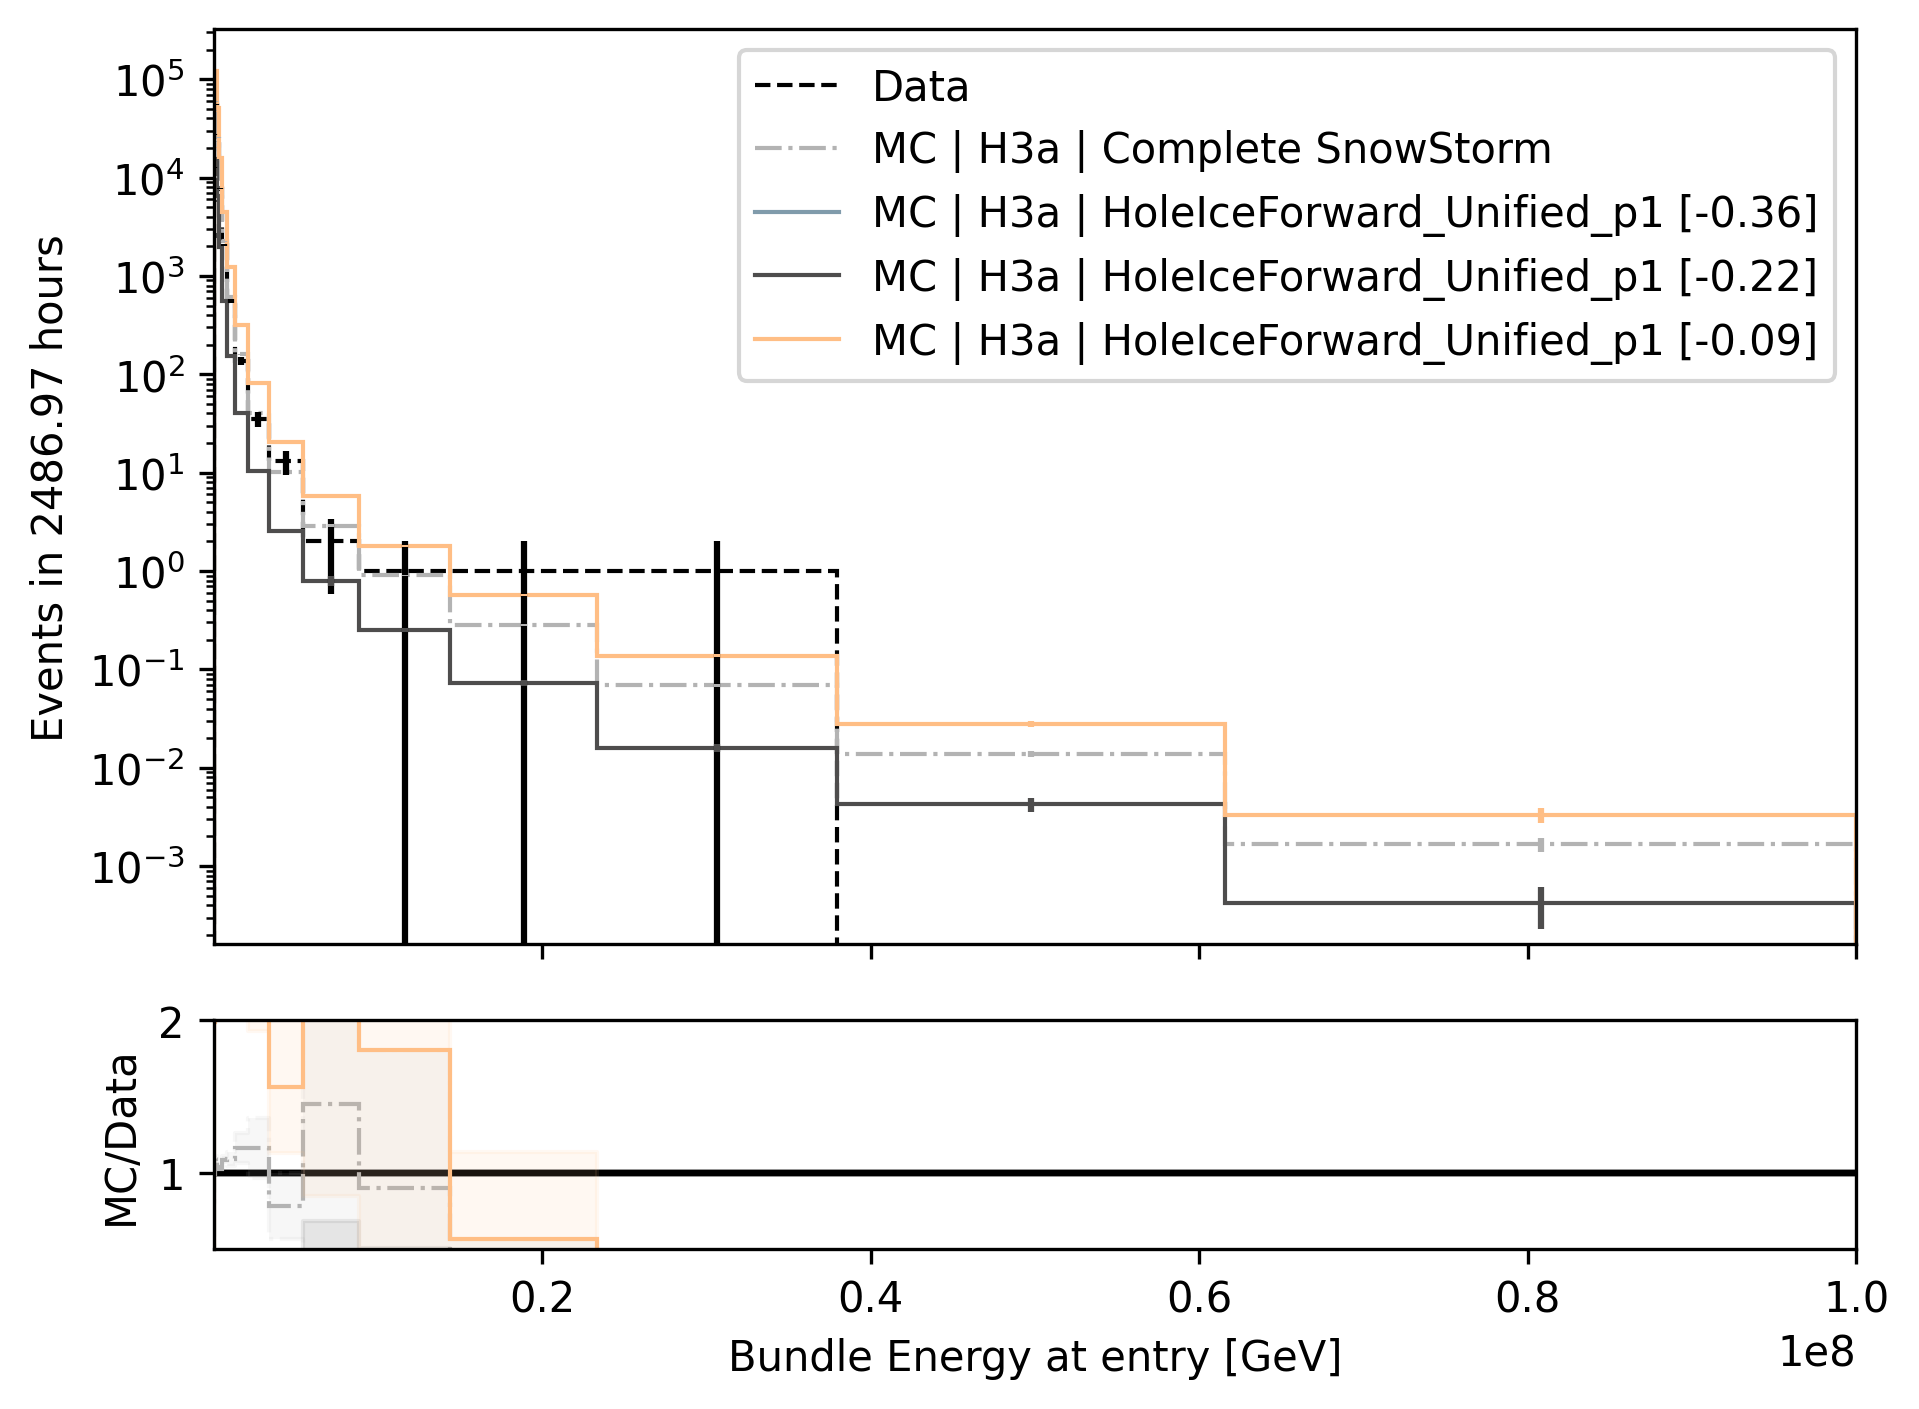 Events in 2486.97 hours
10^5
10^4
10^3
10^2
10^1
10^0
10^−1
10^−2
10^−3
Data
MC | H3a | Complete SnowStorm
MC | H3a | HoleIceForward_Unified_p1 [-0.36]
MC | H3a | HoleIceForward_Unified_p1 [-0.22]
MC | H3a | HoleIceForward_Unified_p1 [-0.09]
MC/Data
2
1
0.2 0.4 0.6 0.8 1.0
1e8
Bundle Energy at entry [GeV]